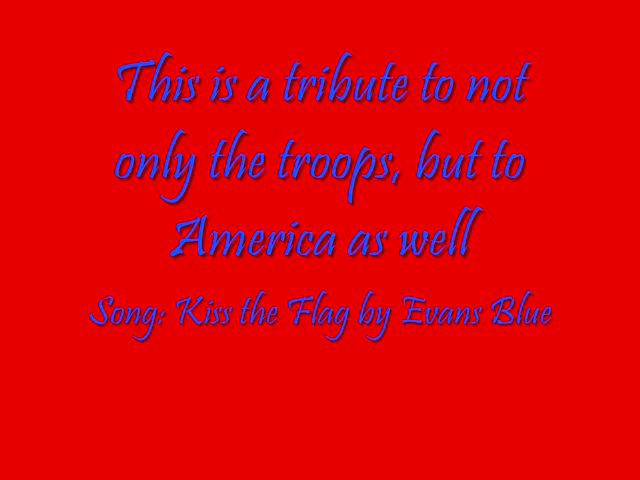 This is a tribute to not
only the troops, but to
America as well
Song: Kiss the Flag by Evans Blue